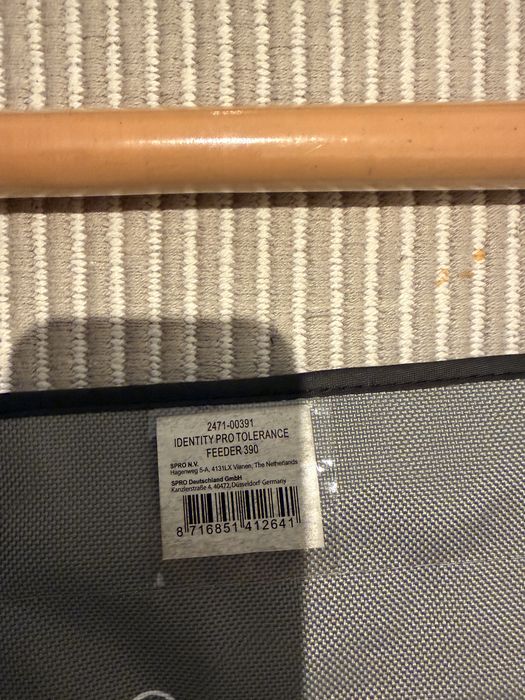 2471-00391
IDENTITY PRO TOLERANCE
FEEDER 390
SPRO N.V.
Hagenweg 5-A, 4131LX Vianen, The Netherlands
SPRO Deutschland GmbH
Kanzlerstraße 4, 40472, Düsseldorf Germany
8 716851 412641